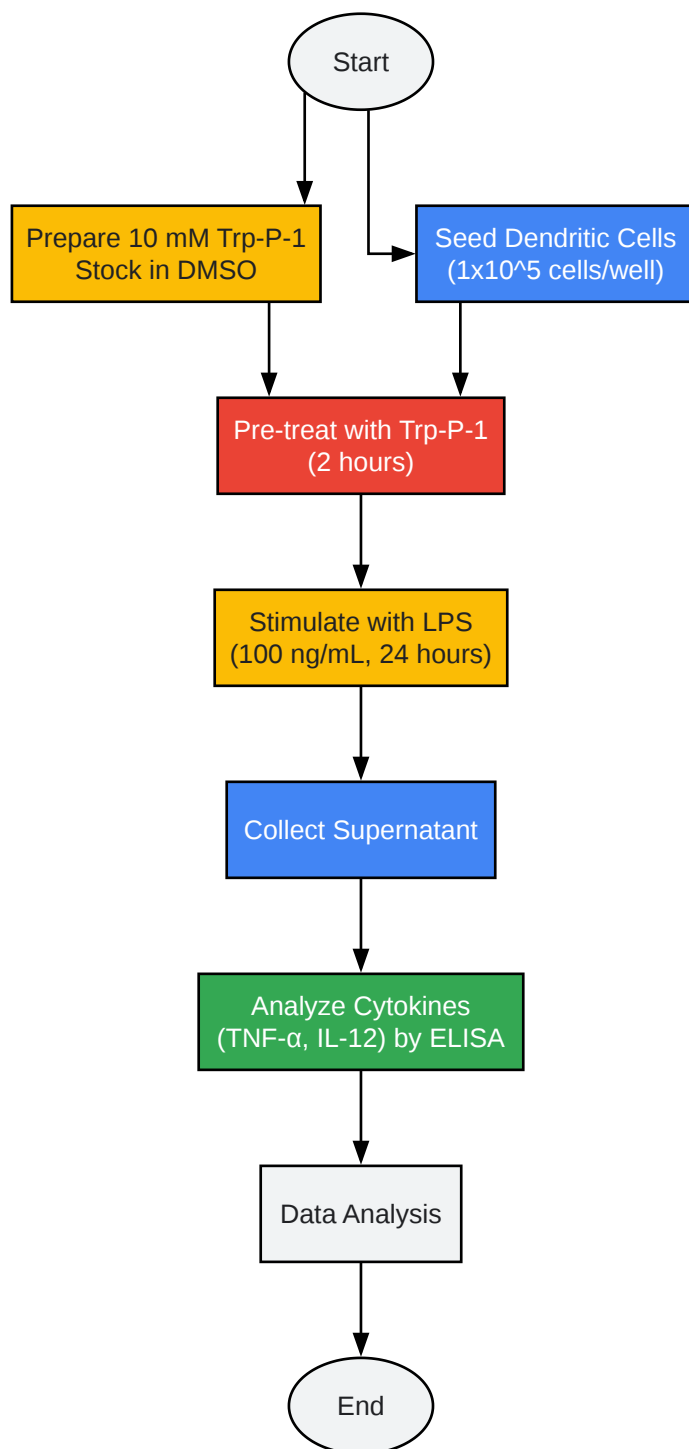 Start
Prepare 10 mM Trp-P-1
Stock in DMSO
Seed Dendritic Cells
(1x10^5 cells/well)
Pre-treat with Trp-P-1
(2 hours)
Stimulate with LPS
(100 ng/mL, 24 hours)
Collect Supernatant
Analyze Cytokines
(TNF-α, IL-12) by ELISA
Data Analysis
End